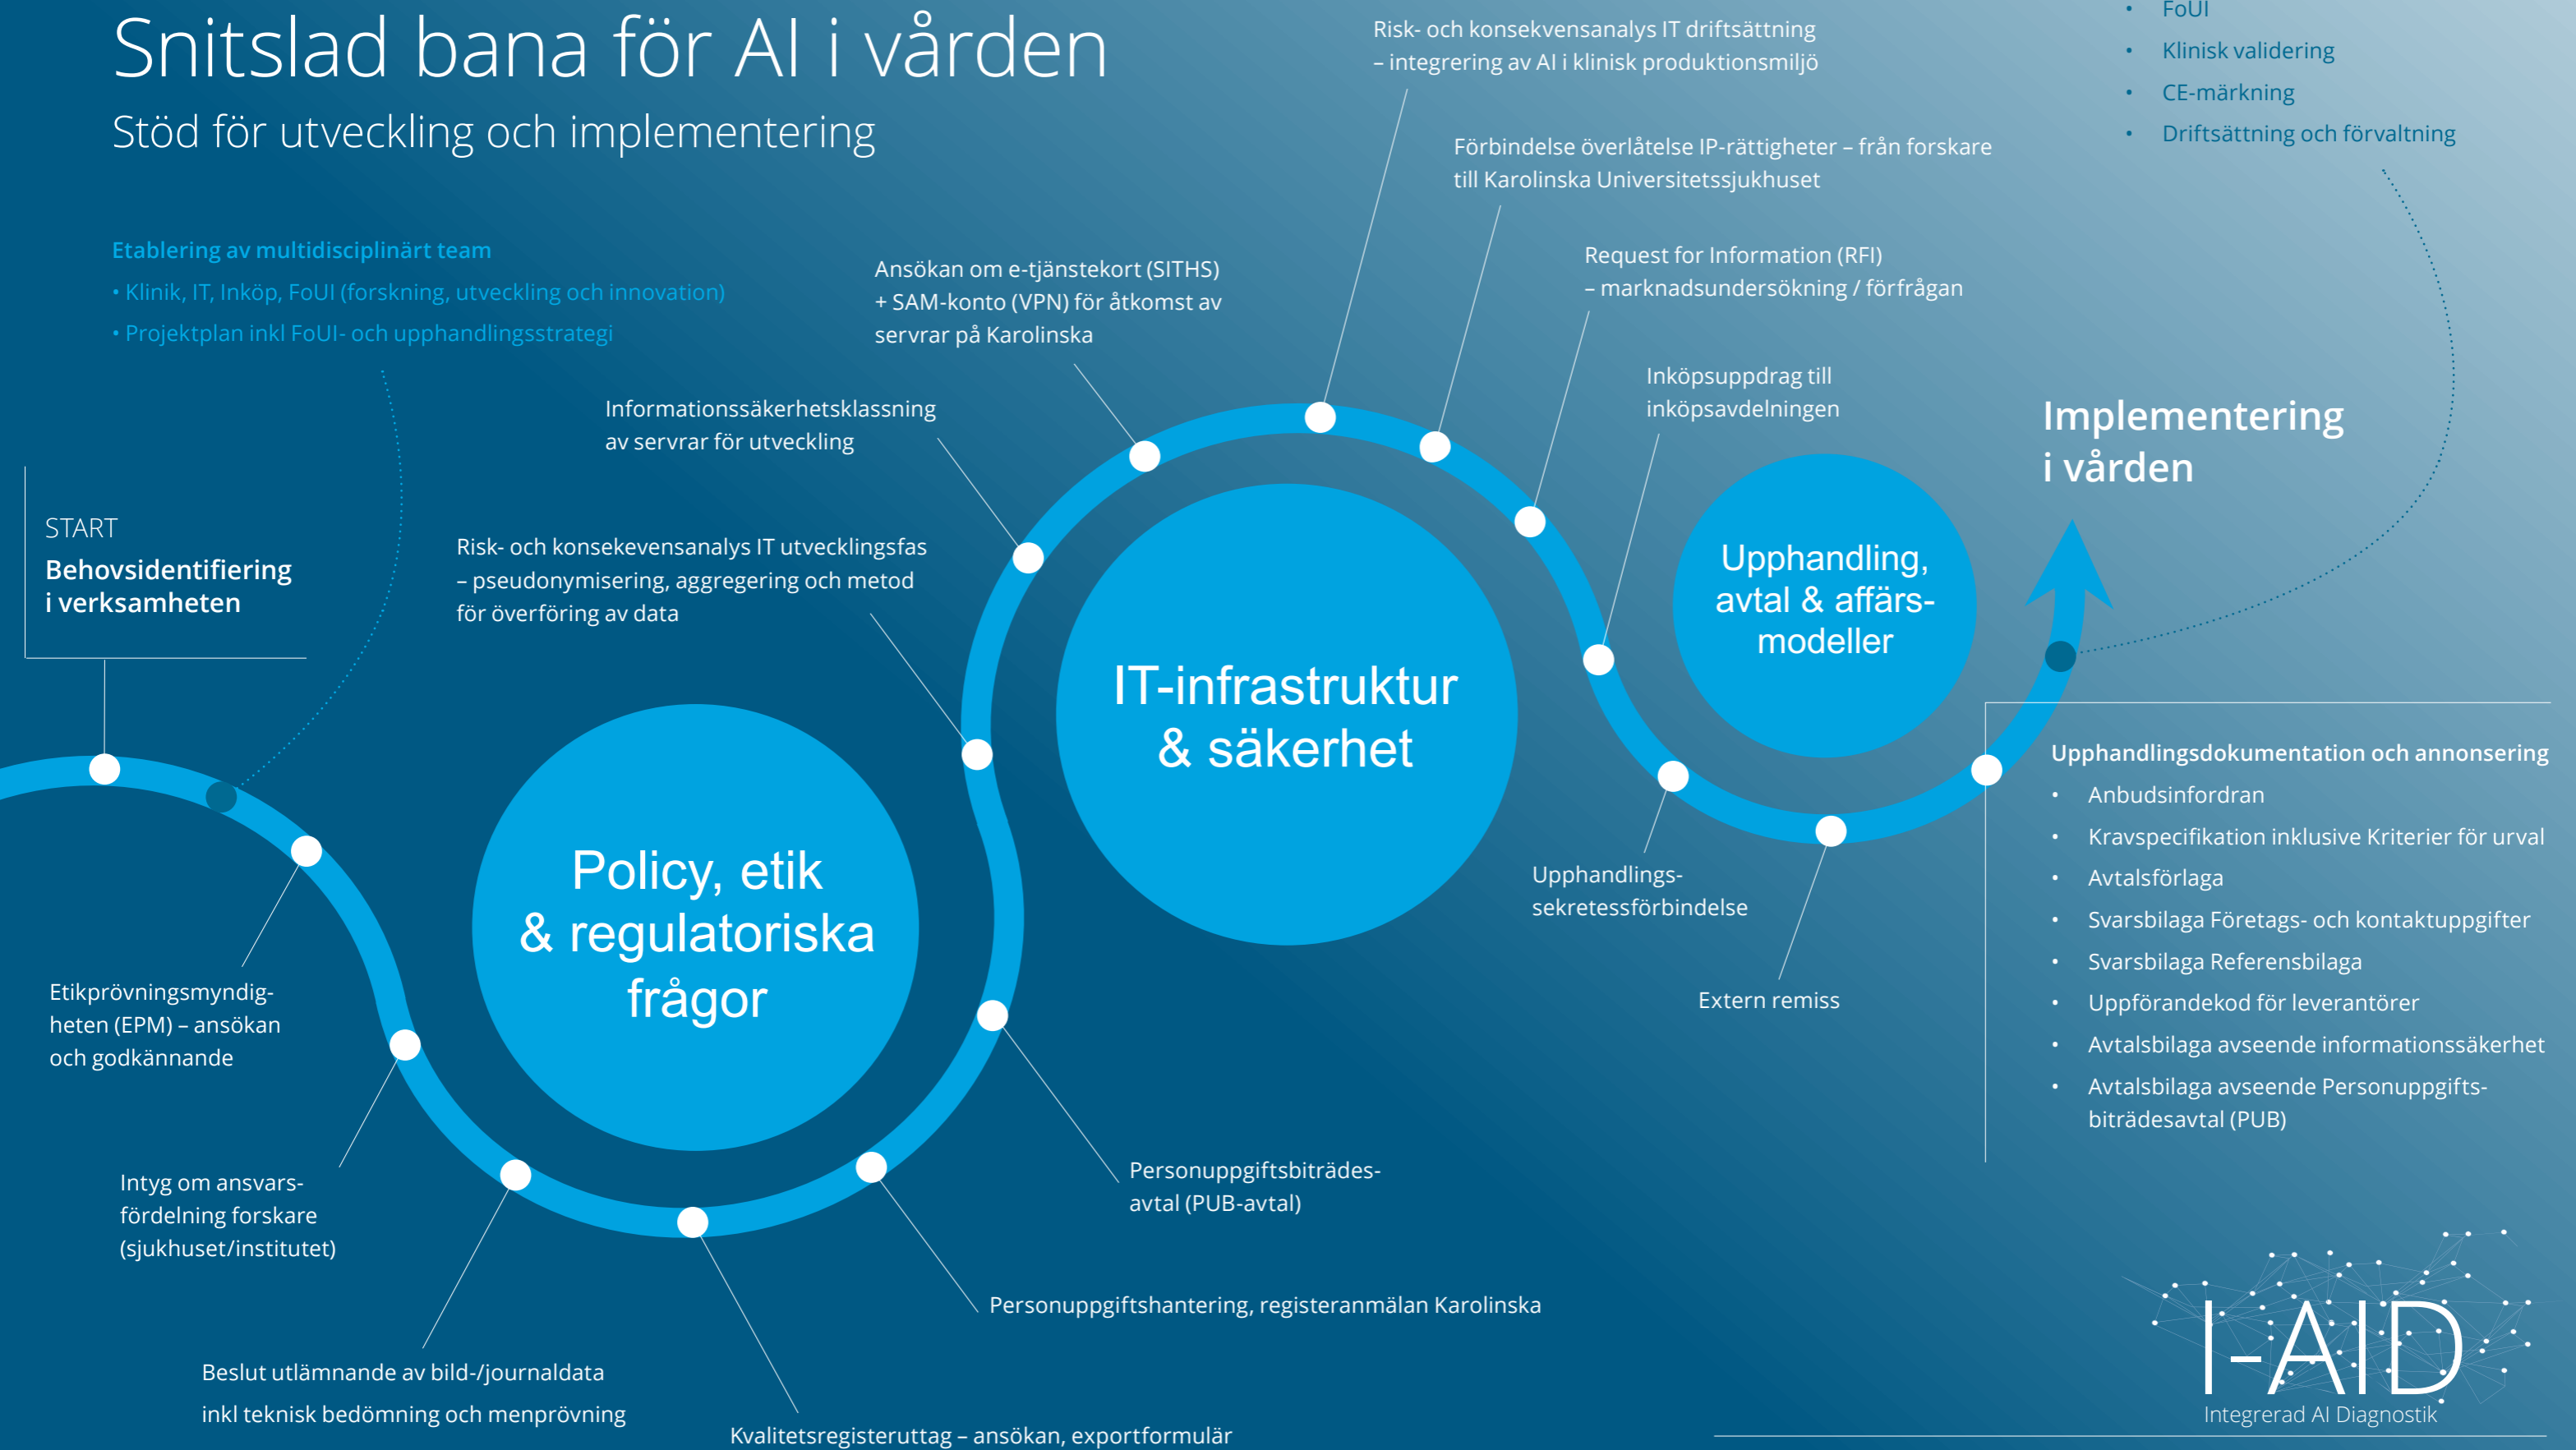 Snitslad bana för AI i vården
Stöd för utveckling och implementering
Etablering av multidisciplinärt team
• Klinik, IT, Inköp, FoUI (forskning, utveckling och innovation)
• Projektplan inkl FoUI- och upphandlingsstrategi
START
Behovsidentifiering
i verksamheten
Etikprövningsmyndig-
heten (EPM) – ansökan
och godkännande
Intyg om ansvars-
fördelning forskare
(sjukhuset/institutet)
Beslut utlämnande av bild-/journaldata
inkl teknisk bedömning och menprövning
Kvalitetsregisteruttag – ansökan, exportformulär
Personuppgiftshantering, registeranmälan Karolinska
Personuppgiftsbiträdes-
avtal (PUB-avtal)
Policy, etik
& regulatoriska
frågor
Risk- och konsekevensanalys IT utvecklingsfas
– pseudonymisering, aggregering och metod
för överföring av data
Informationssäkerhetsklassning
av servrar för utveckling
Ansökan om e-tjänstekort (SITHS)
+ SAM-konto (VPN) för åtkomst av
servrar på Karolinska
Risk- och konsekvensanalys IT driftsättning
– integrering av AI i klinisk produktionsmiljö
Förbindelse överlåtelse IP-rättigheter – från forskare
till Karolinska Universitetssjukhuset
Request for Information (RFI)
– marknadsundersökning / förfrågan
Inköpsuppdrag till
inköpsavdelningen
IT-infrastruktur
& säkerhet
Upphandling,
avtal & affärs-
modeller
Upphandlings-
sekretessförbindelse
Extern remiss
• FoUI
• Klinisk validering
• CE-märkning
• Driftsättning och förvaltning
Implementering
i vården
Upphandlingsdokumentation och annonsering
• Anbudsinfordran
• Kravspecifikation inklusive Kriterier för urval
• Avtalsförlaga
• Svarsbilaga Företags- och kontaktuppgifter
• Svarsbilaga Referensbilaga
• Uppförandekod för leverantörer
• Avtalsbilaga avseende informationssäkerhet
• Avtalsbilaga avseende Personuppgifts-
biträdesavtal (PUB)
I-AID
Integrerad AI Diagnostik